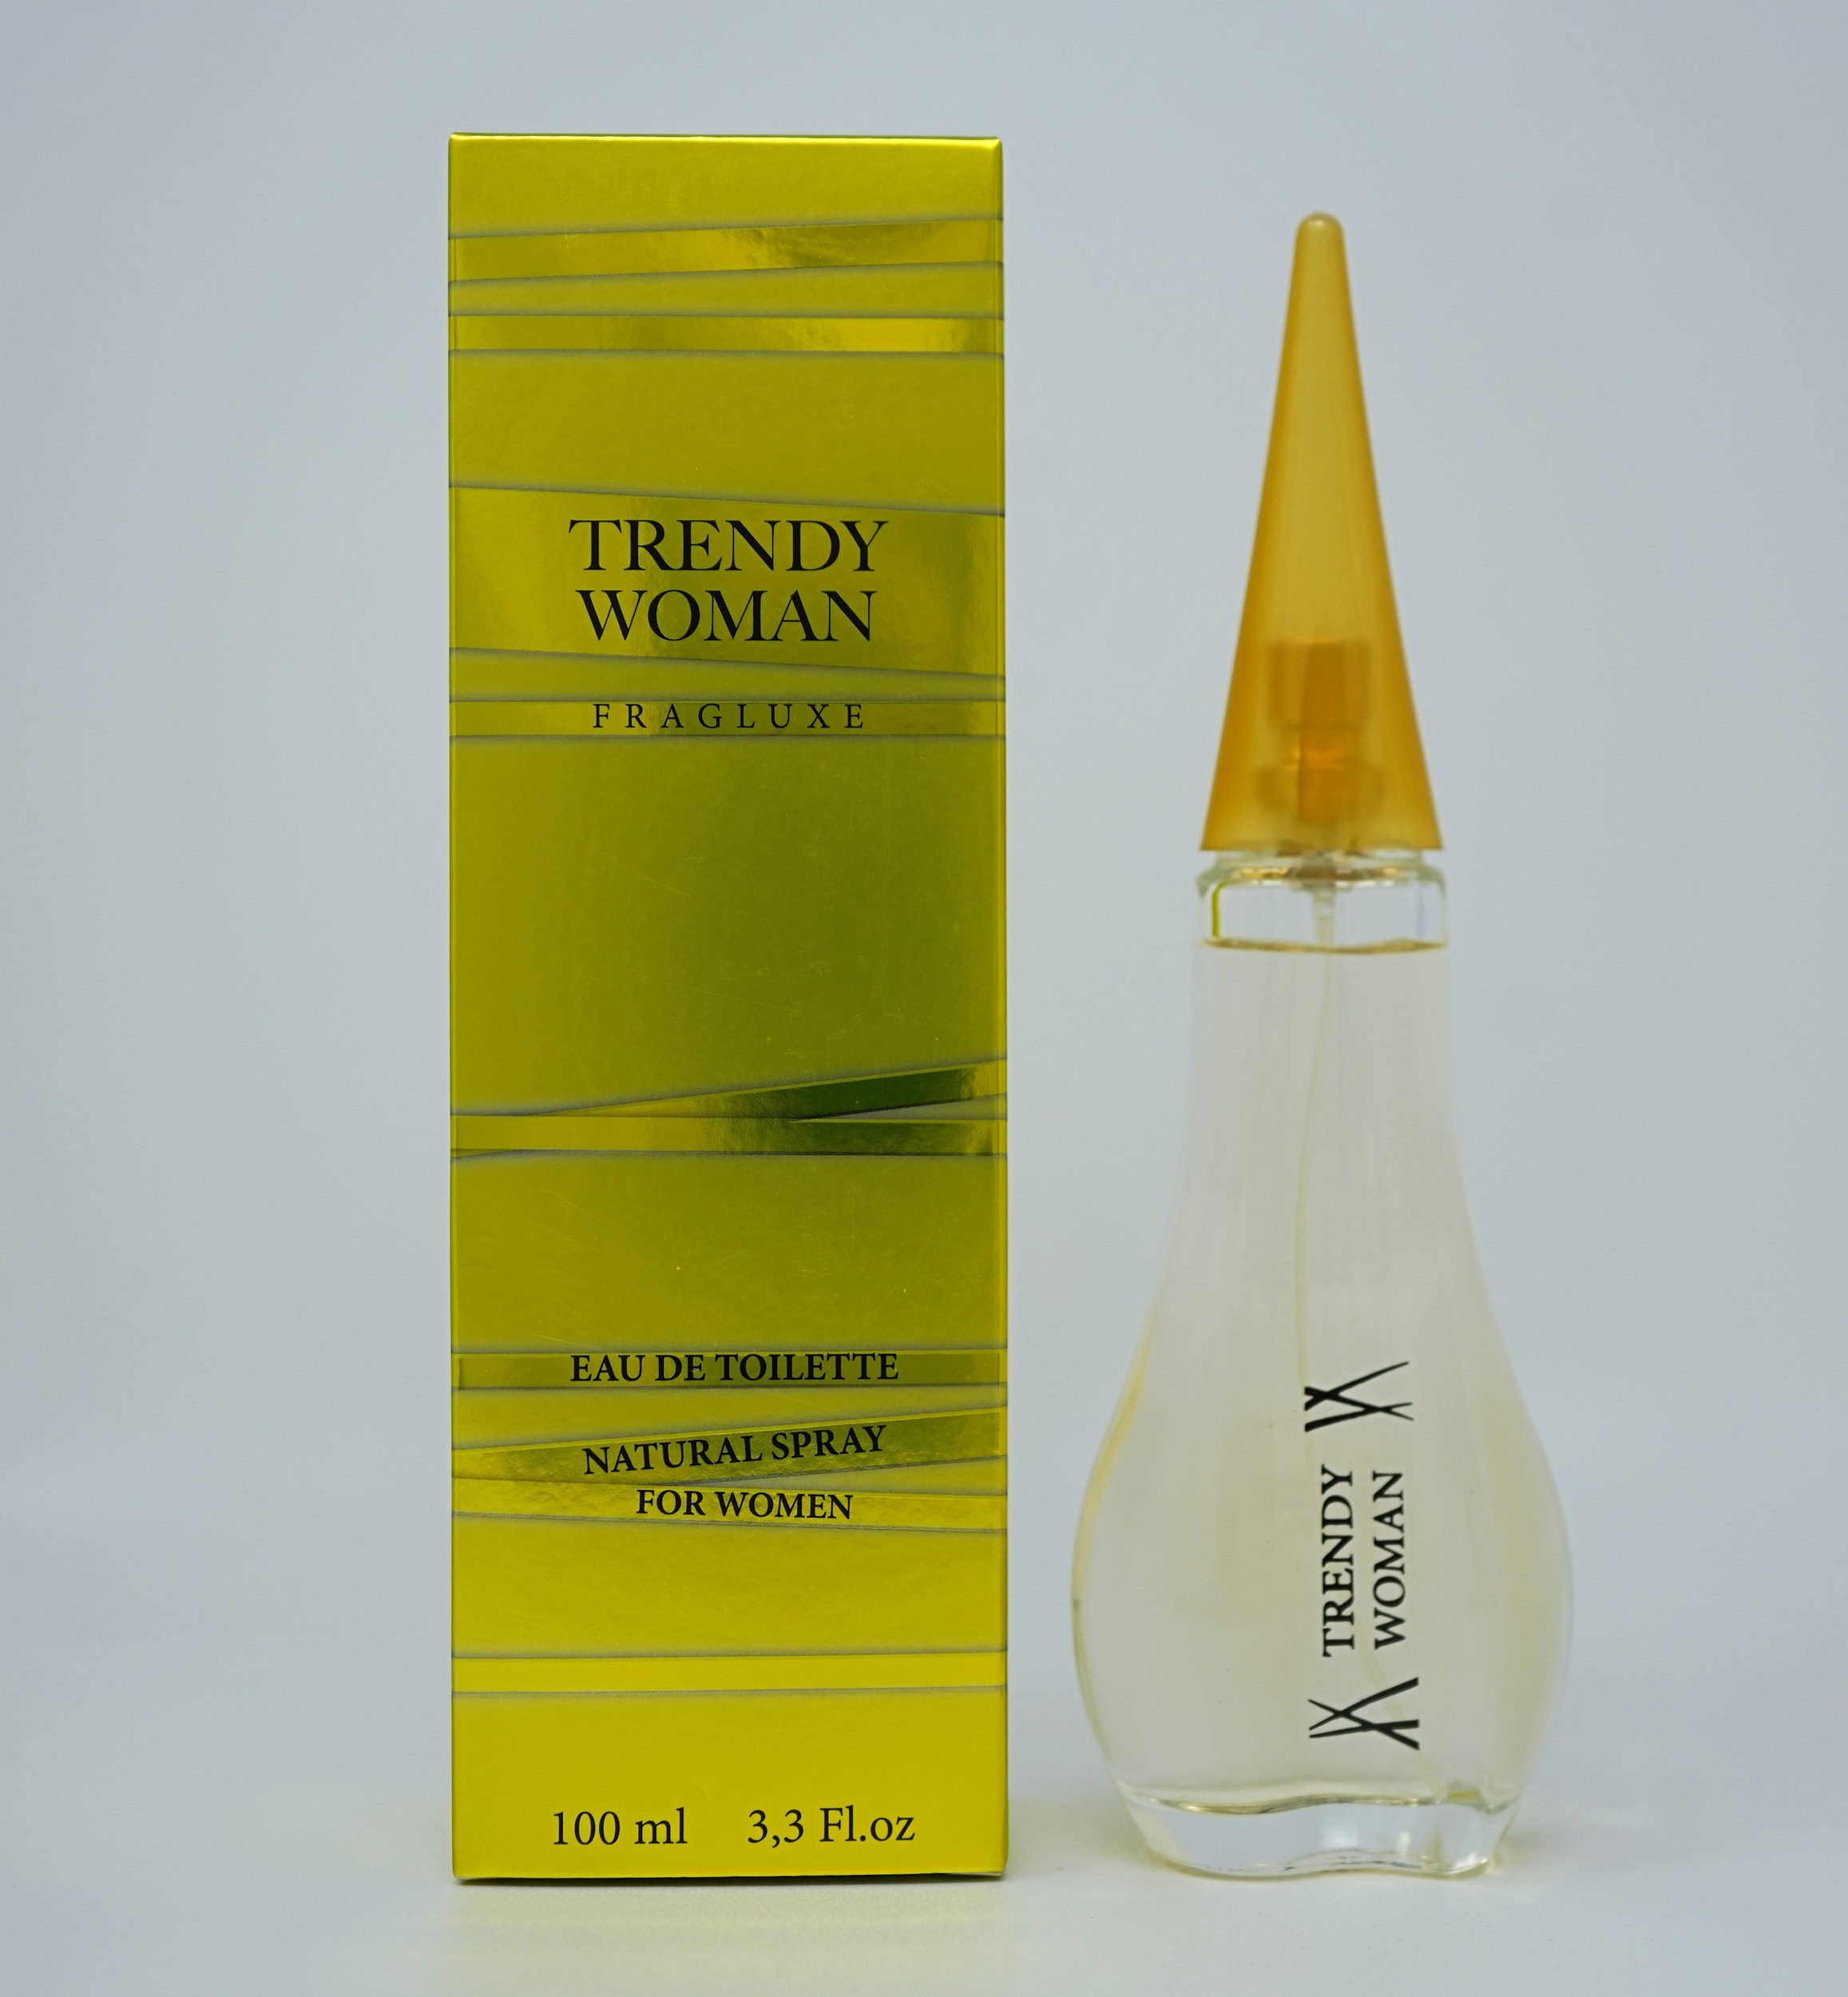 TRENDY
WOMAN
FRAGLUXE
EAU DE TOILETTE
NATURAL SPRAY
FOR WOMEN
100 ml 3,3 Fl.oz
TRENDY
WOMAN